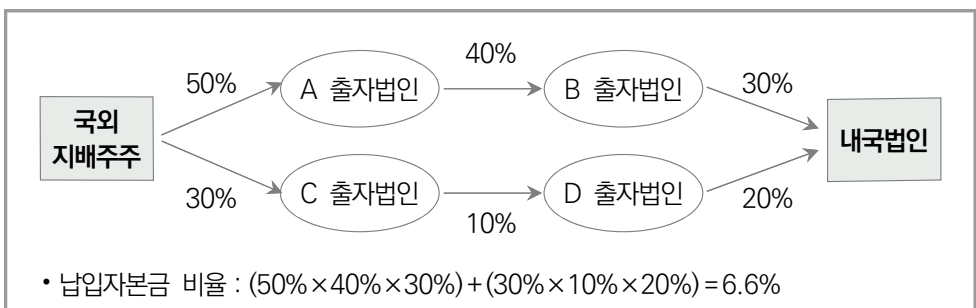 40%
50%
A 출자법인
B 출자법인
30%
국외
지배주주
내국법인
30%
C 출자법인
D 출자법인
20%
10%
• 납입자본금 비율 : (50%×40%×30%)+(30%×10%×20%)=6.6%